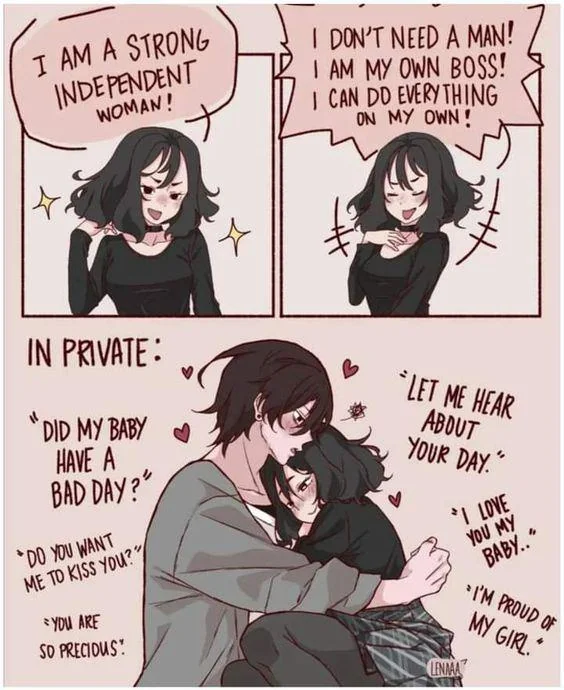 I AM A STRONG
INDEPENDENT
WOMAN!
I DON'T NEED A MAN!
I AM MY OWN BOSS!
I CAN DO EVERYTHING
ON MY OWN!
IN PRIVATE:
"DID MY BABY
HAVE A
BAD DAY?"
"DO YOU WANT
ME TO KISS YOU?"
"YOU ARE
SO PRECIOUS".
"LET ME HEAR
ABOUT
YOUR DAY."
"I LOVE
YOU MY
BABY.."
"I'M PROUD OF
MY GIRL."
LENAAA